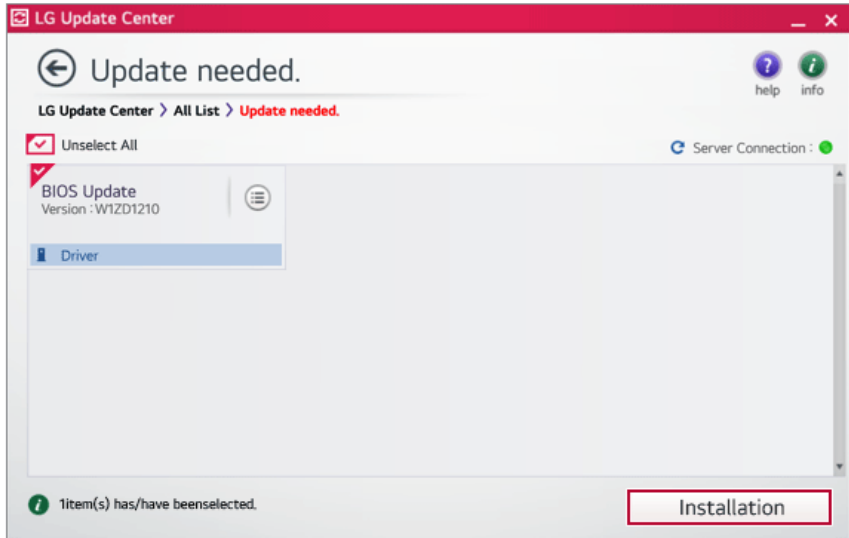 LG Update Center
Update needed.
help
info
LG Update Center > All List > Update needed.
Unselect All
Server Connection :
BIOS Update
Version : W1ZD1210
Driver
1item(s) has/have beenselected.
Installation